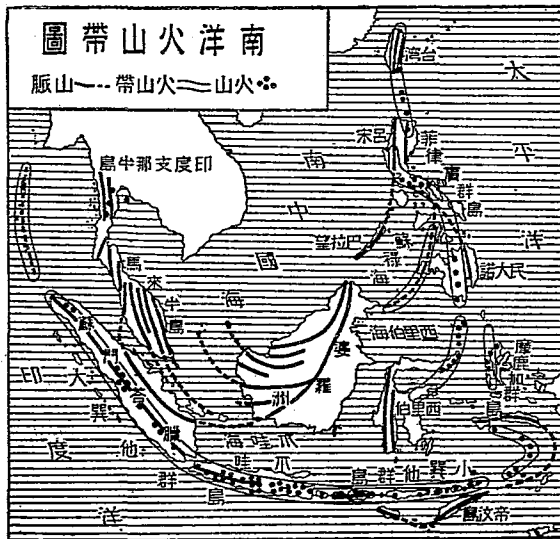 南洋火山帶圖
火山 火山帶 山脈
台湾
太平洋
呂宋
菲律賓群島
印度支那半島
南中國海
巴拉望
蘇祿海
民大諾
馬來半島
婆羅洲
西里伯海
西里伯
摩鹿加群島
蘇門答臘
大巽他群島
印度洋
爪哇海
爪哇
小巽他群島
帝汶島